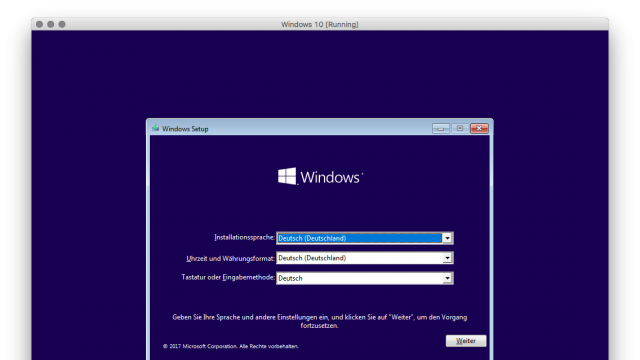 Windows 10 [Running]
Windows Setup
Windows
Installationssprache: Deutsch (Deutschland)
Uhrzeit und Währungsformat: Deutsch (Deutschland)
Tastatur oder Eingabemethode: Deutsch
Geben Sie Ihre Sprache und andere Einstellungen ein, und klicken Sie auf "Weiter", um den Vorgang
fortzusetzen.
Weiter
© 2017 Microsoft Corporation. Alle Rechte vorbehalten.